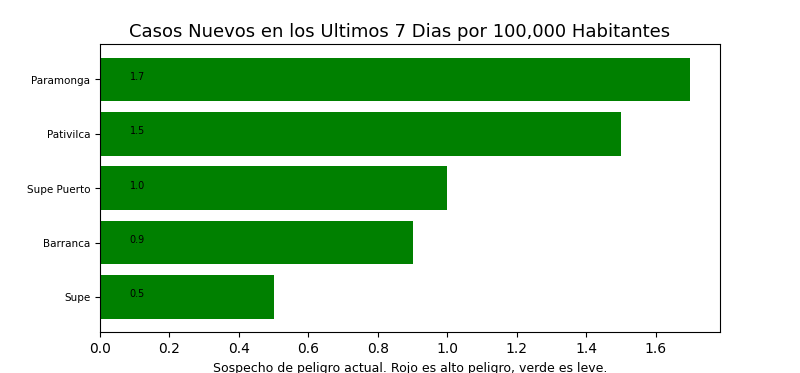 Casos Nuevos en los Ultimos 7 Dias por 100,000 Habitantes
Paramonga 1.7
Pativilca 1.5
Supe Puerto 1.0
Barranca 0.9
Supe 0.5
0.0 0.2 0.4 0.6 0.8 1.0 1.2 1.4 1.6
Sospecho de peligro actual. Rojo es alto peligro, verde es leve.